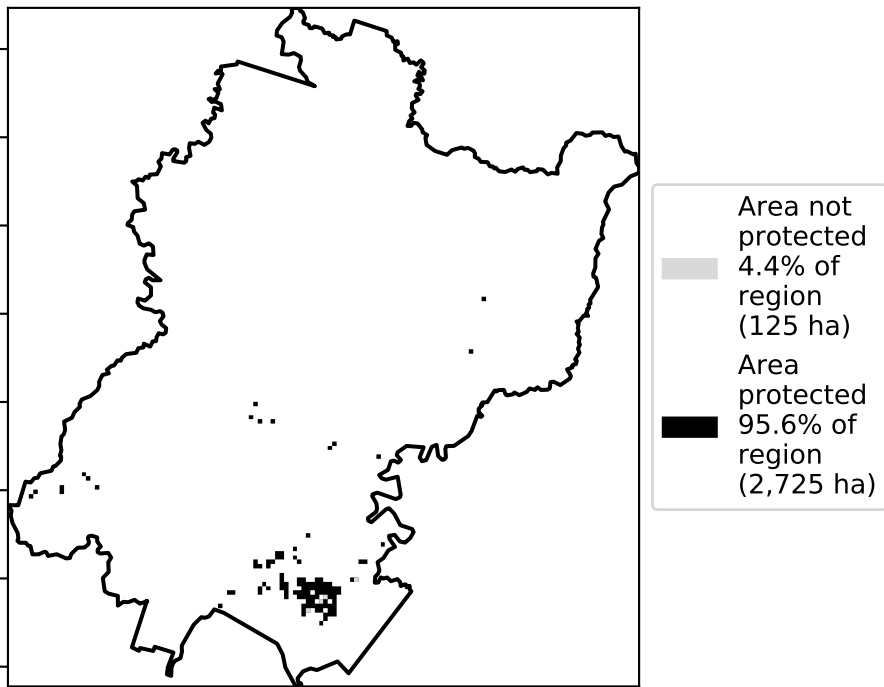 Area not
protected
4.4% of
region
(125 ha)
Area
protected
95.6% of
region
(2,725 ha)